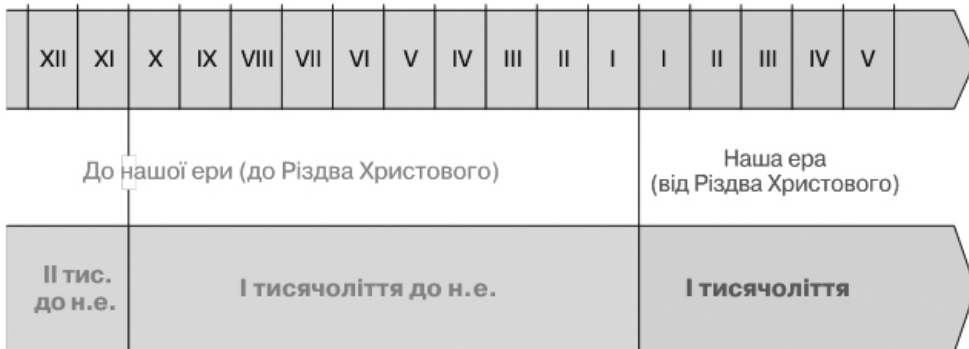 XII XI X IX VIII VII VI V IV III II I I II III IV V
До нашої ери (до Різдва Христового)
Наша ера
(від Різдва Христового)
II тис.
до н.е.
I тисячоліття до н.е.
I тисячоліття